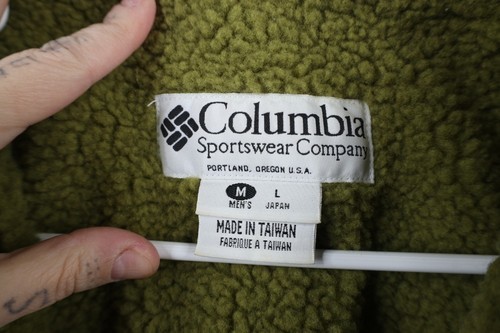 Columbia
Sportswear Company
PORTLAND, OREGON U.S.A.
M L
MEN'S JAPAN
MADE IN TAIWAN
FABRIQUE A TAIWAN